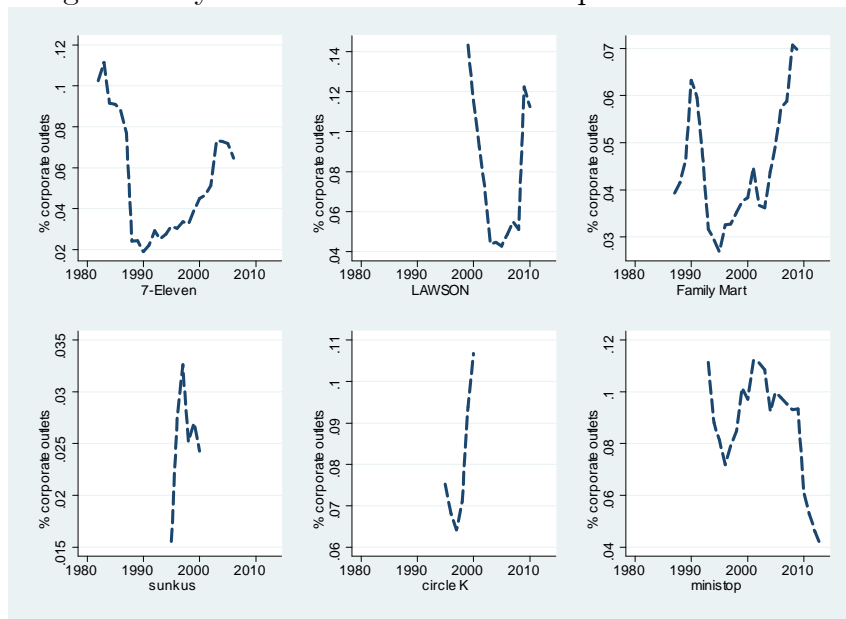 % corporate outlets
.12
.1
.08
.06
.04
.02
1980 1990 2000 2010
7-Eleven
% corporate outlets
.14
.12
.1
.08
.06
.04
1980 1990 2000 2010
LAWSON
% corporate outlets
.07
.06
.05
.04
.03
1980 1990 2000 2010
Family Mart
% corporate outlets
.035
.03
.025
.02
.015
1980 1990 2000 2010
sunkus
% corporate outlets
.11
.1
.09
.08
.07
.06
1980 1990 2000 2010
circle K
% corporate outlets
.12
.1
.08
.06
.04
1980 1990 2000 2010
ministop